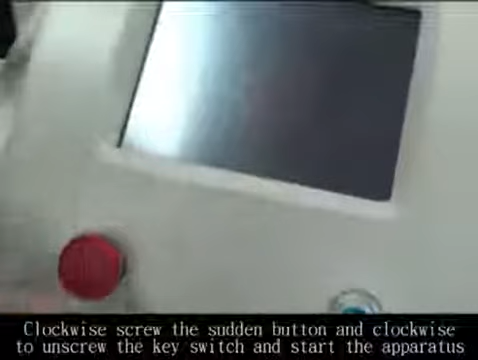 Clockwise screw the sudden button and clockwise
to unscrew the key switch and start the apparatus